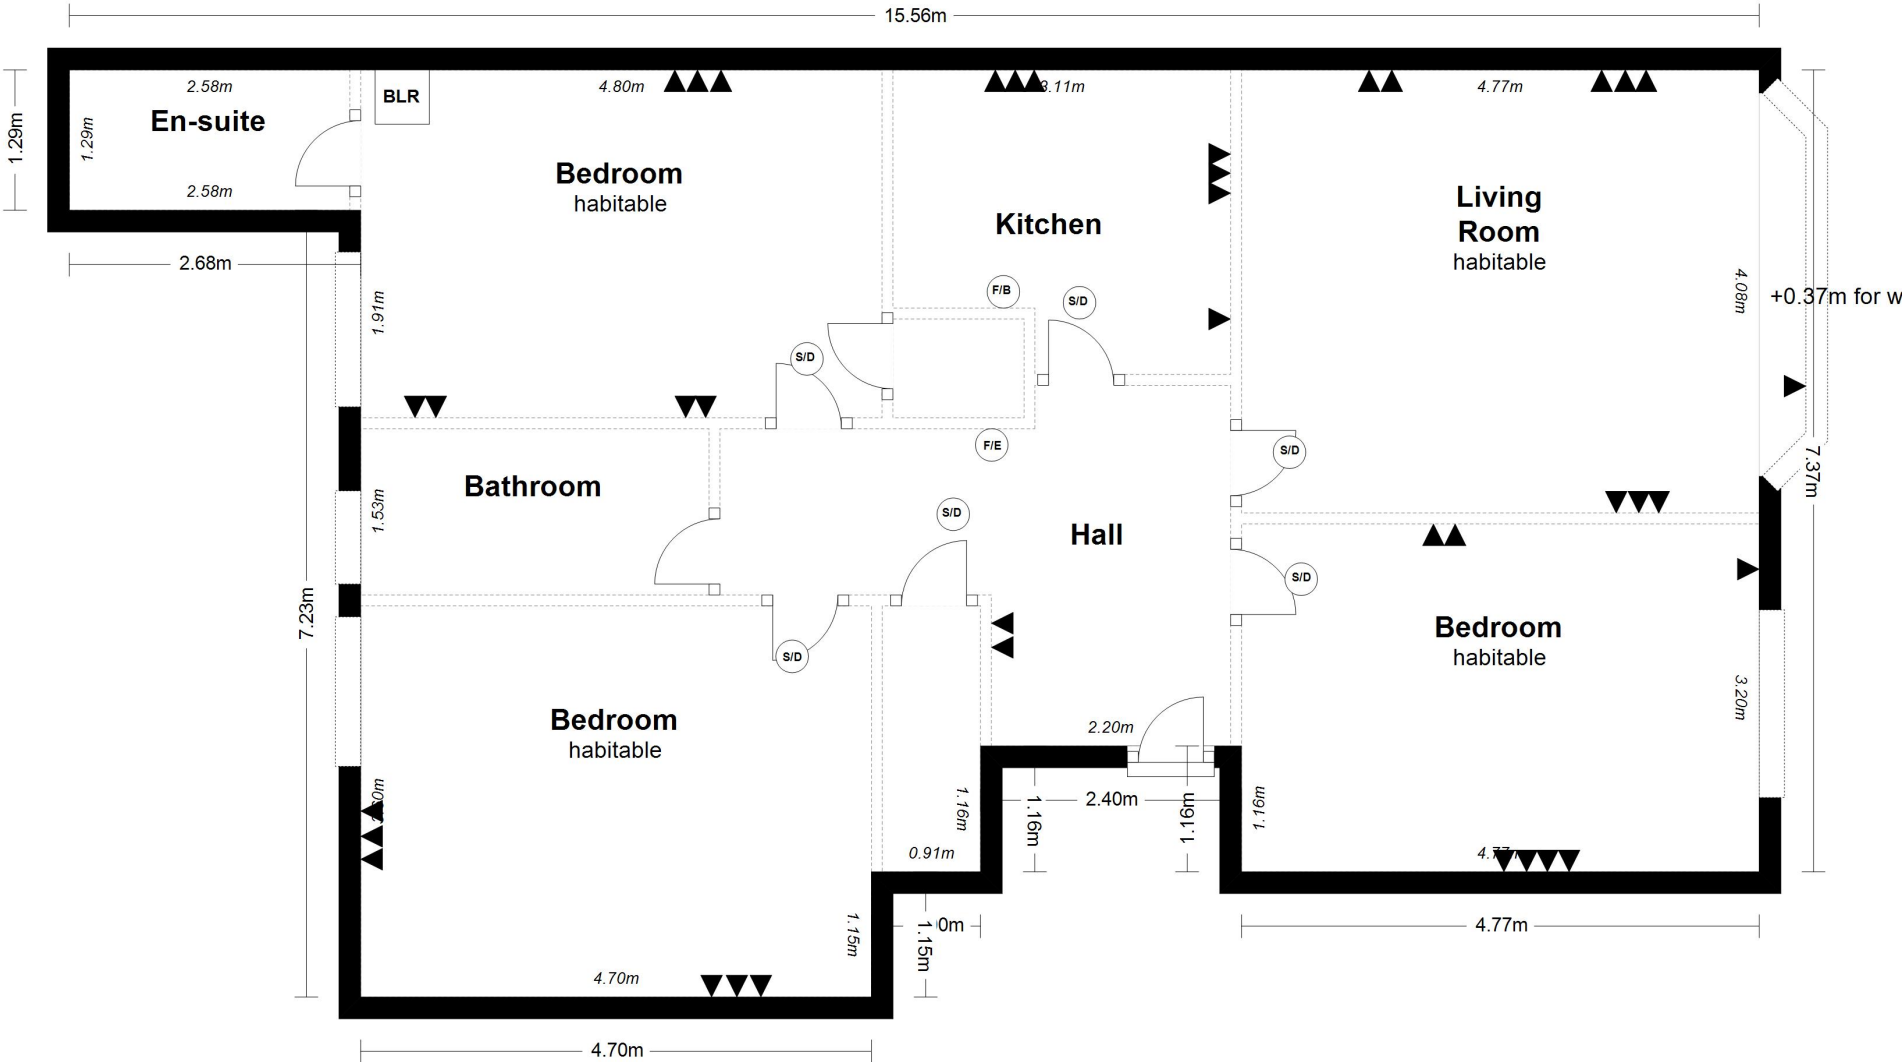 15.56m
2.58m
4.80m
4.77m
BLR
En-suite
1.29m
1.29m
Bedroom
habitable
2.58m
Living
Room
habitable
Kitchen
2.68m
F/B
S/D
4.08m
+0.37m for w
1.91m
S/D
F/E
S/D
7.37m
Bathroom
1.53m
S/D
Hall
S/D
7.23m
Bedroom
habitable
S/D
3.20m
Bedroom
habitable
2.20m
1.16m
1.16m
2.40m
1.16m
1.16m
0.91m
4.70m
1.15m
1.15m
0m
4.77m
4.70m